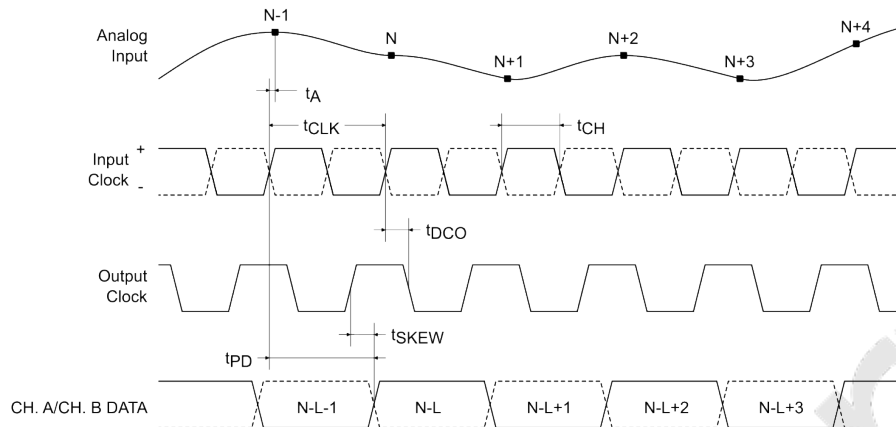 N-1
N
N+1
N+2
N+3
N+4
Analog
Input
tA
tCLK
tCH
Input
Clock
+
-
tDCO
Output
Clock
tSKEW
tPD
CH. A/CH. B DATA
N-L-1
N-L
N-L+1
N-L+2
N-L+3